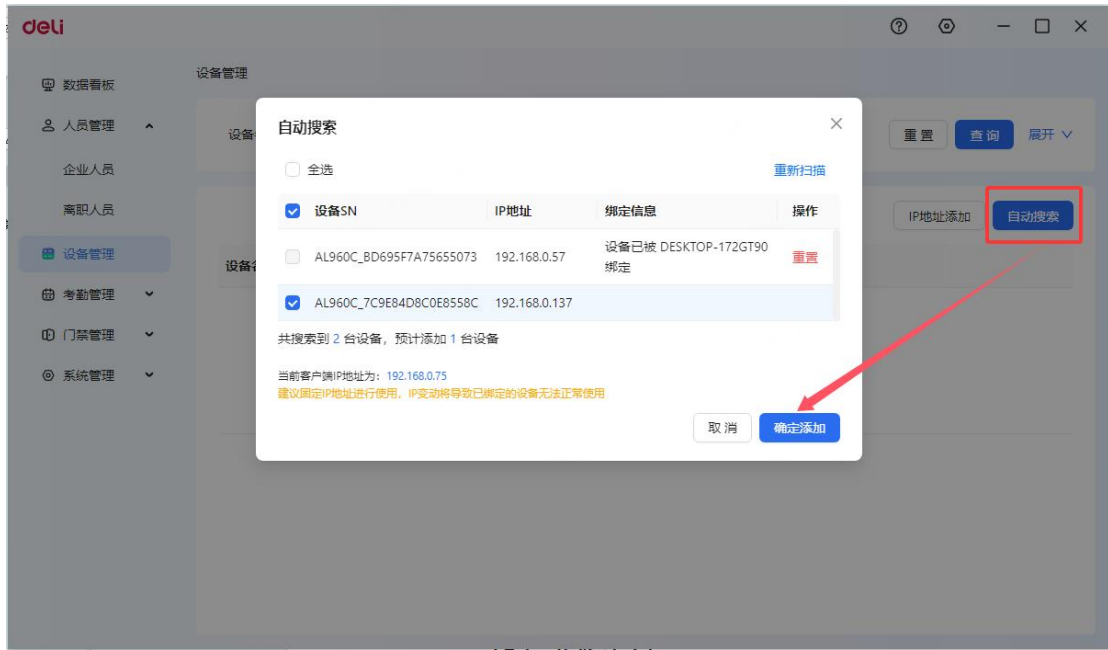 deli
数据看板
人员管理
企业人员
离职人员
设备管理
考勤管理
门禁管理
系统管理
设备管理
设备
重置
查询
展开
IP地址添加
自动搜索
设备
自动搜索
全选
重新扫描
设备SN IP地址 绑定信息 操作
AL960C_BD695F7A75655073 192.168.0.57 设备已被 DESKTOP-172GT90 重置
绑定
AL960C_7C9E84D8C0E8558C 192.168.0.137
共搜索到 2 台设备，预计添加 1 台设备
当前客户端IP地址为：192.168.0.75
建议固定IP地址进行使用，IP变动将导致已绑定的设备无法正常使用
取消
确定添加